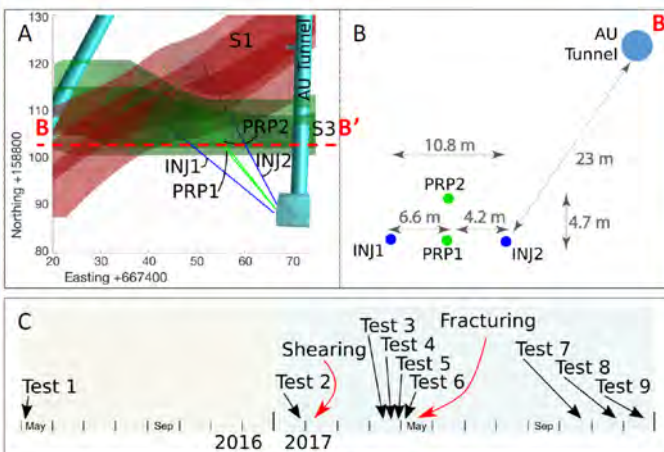 A
130
120
110
100
90
80
Northing +158800
20
30
40
50
60
70
Easting +667400
S1
S3
AU Tunnel
B
B'
PRP2
INJ1
INJ2
PRP1
B
B
AU
Tunnel
10.8 m
23 m
PRP2
6.6 m
4.2 m
4.7 m
INJ1
PRP1
INJ2
C
Test 1
Shearing
Test 2
Test 3
Test 4
Test 5
Test 6
Fracturing
Test 7
Test 8
Test 9
May
Sep
2016
2017
May
Sep